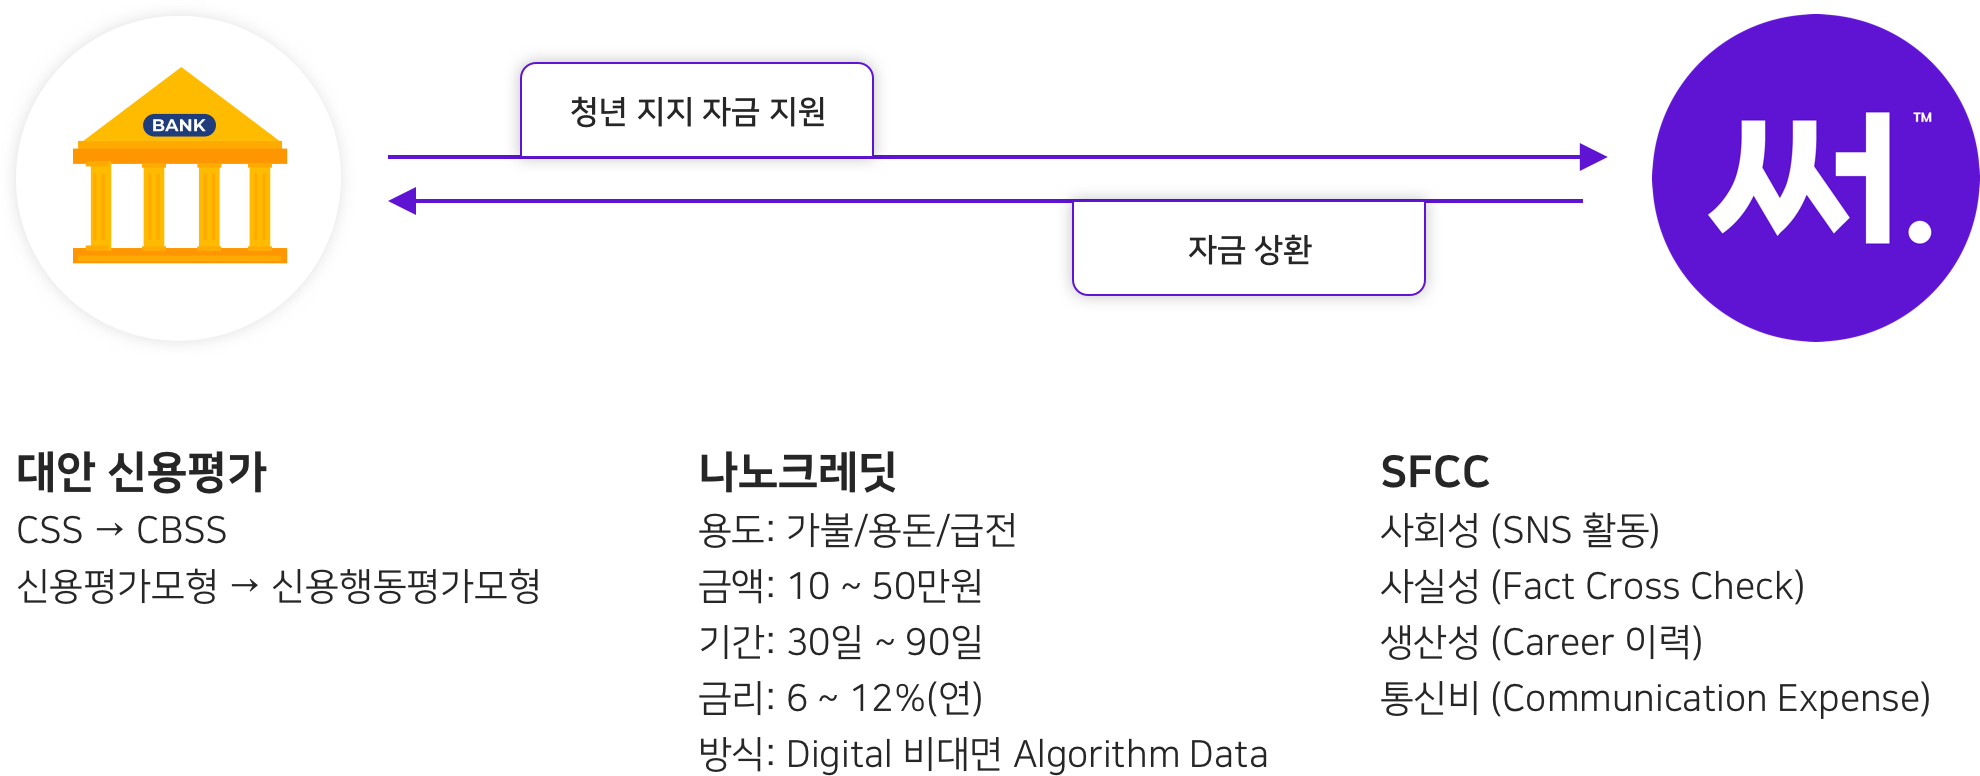 BANK
청년 지지 자금 지원
자금 상환
써.™
대안 신용평가
CSS → CBSS
신용평가모형 → 신용행동평가모형
나노크레딧
용도: 가불/용돈/급전
금액: 10 ~ 50만원
기간: 30일 ~ 90일
금리: 6 ~ 12%(연)
방식: Digital 비대면 Algorithm Data
SFCC
사회성 (SNS 활동)
사실성 (Fact Cross Check)
생산성 (Career 이력)
통신비 (Communication Expense)